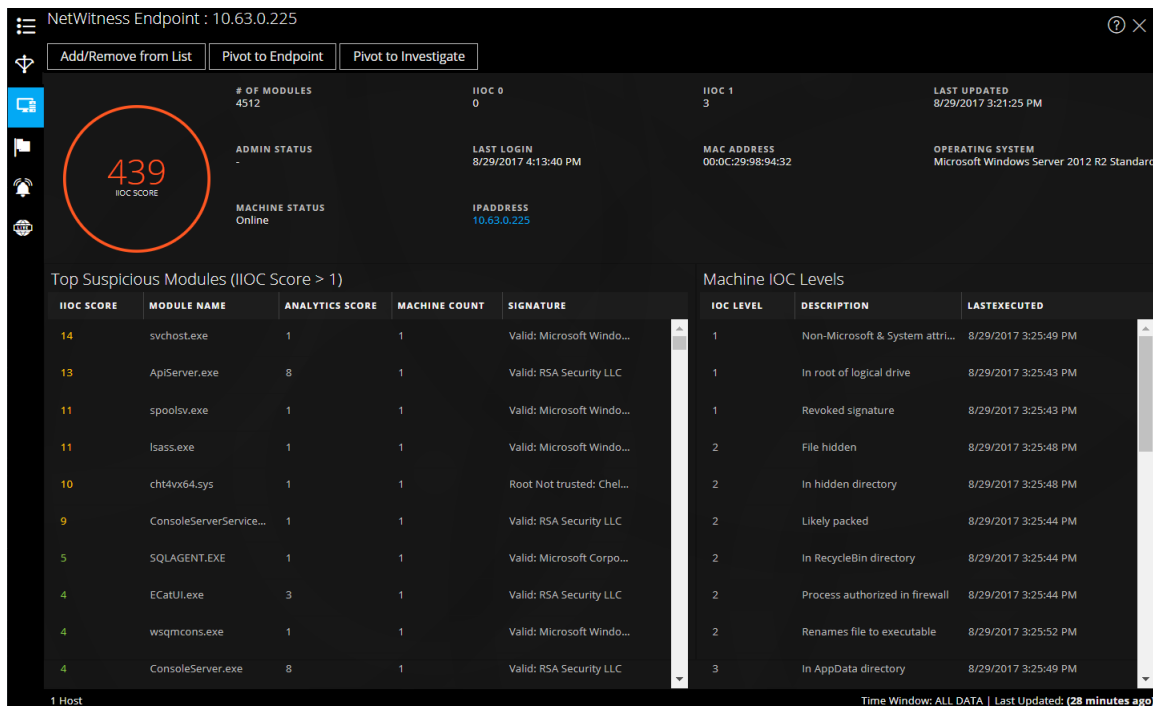 NetWitness Endpoint : 10.63.0.225
Add/Remove from List Pivot to Endpoint Pivot to Investigate
439
IIOC SCORE
# OF MODULES
4512
IIOC 0
0
IIOC 1
3
LAST UPDATED
8/29/2017 3:21:25 PM
ADMIN STATUS
-
LAST LOGIN
8/29/2017 4:13:40 PM
MAC ADDRESS
00:0C:29:98:94:32
OPERATING SYSTEM
Microsoft Windows Server 2012 R2 Standard
MACHINE STATUS
Online
IPADDRESS
10.63.0.225
Top Suspicious Modules (IIOC Score > 1)
IIOC SCORE MODULE NAME ANALYTICS SCORE MACHINE COUNT SIGNATURE
14 svchost.exe 1 1 Valid: Microsoft Windo...
13 ApiServer.exe 8 1 Valid: RSA Security LLC
11 spoolsv.exe 1 1 Valid: Microsoft Windo...
11 lsass.exe 1 1 Valid: Microsoft Windo...
10 cht4vx64.sys 1 1 Root Not trusted: Chel...
9 ConsoleServerService... 1 1 Valid: RSA Security LLC
5 SQLAGENT.EXE 1 1 Valid: Microsoft Corpo...
4 ECatUI.exe 3 1 Valid: RSA Security LLC
4 wsqmcons.exe 1 1 Valid: Microsoft Windo...
4 ConsoleServer.exe 8 1 Valid: RSA Security LLC
Machine IOC Levels
IOC LEVEL DESCRIPTION LASTEXECUTED
1 Non-Microsoft & System attri... 8/29/2017 3:25:49 PM
1 In root of logical drive 8/29/2017 3:25:43 PM
1 Revoked signature 8/29/2017 3:25:43 PM
2 File hidden 8/29/2017 3:25:48 PM
2 In hidden directory 8/29/2017 3:25:48 PM
2 Likely packed 8/29/2017 3:25:44 PM
2 In RecycleBin directory 8/29/2017 3:25:44 PM
2 Process authorized in firewall 8/29/2017 3:25:44 PM
2 Renames file to executable 8/29/2017 3:25:52 PM
3 In AppData directory 8/29/2017 3:25:49 PM
1 Host
Time Window: ALL DATA | Last Updated: (28 minutes ago)